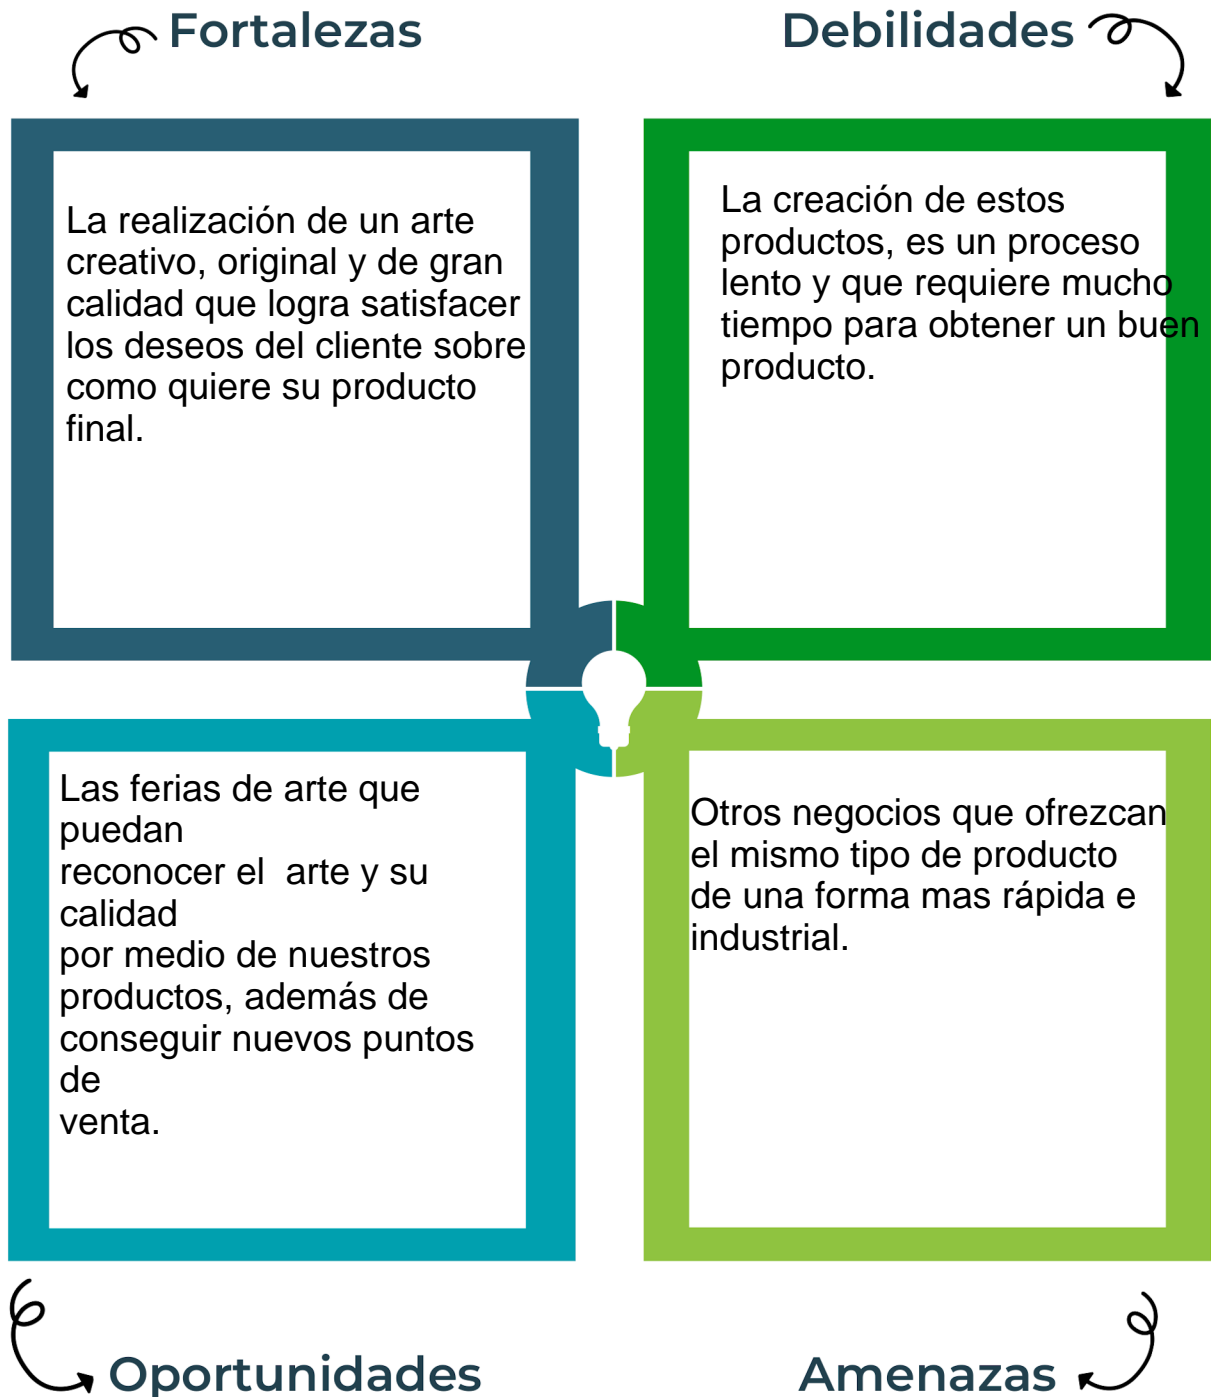 Fortalezas
La realización de un arte
creativo, original y de gran
calidad que logra satisfacer
los deseos del cliente sobre
como quiere su producto
final.
Debilidades
La creación de estos
productos, es un proceso
lento y que requiere mucho
tiempo para obtener un buen
producto.
Las ferias de arte que
puedan
reconocer el  arte y su
calidad
por medio de nuestros
productos, además de
conseguir nuevos puntos
de
venta.
Oportunidades
Otros negocios que ofrezcan
el mismo tipo de producto
de una forma mas rápida e
industrial.
Amenazas